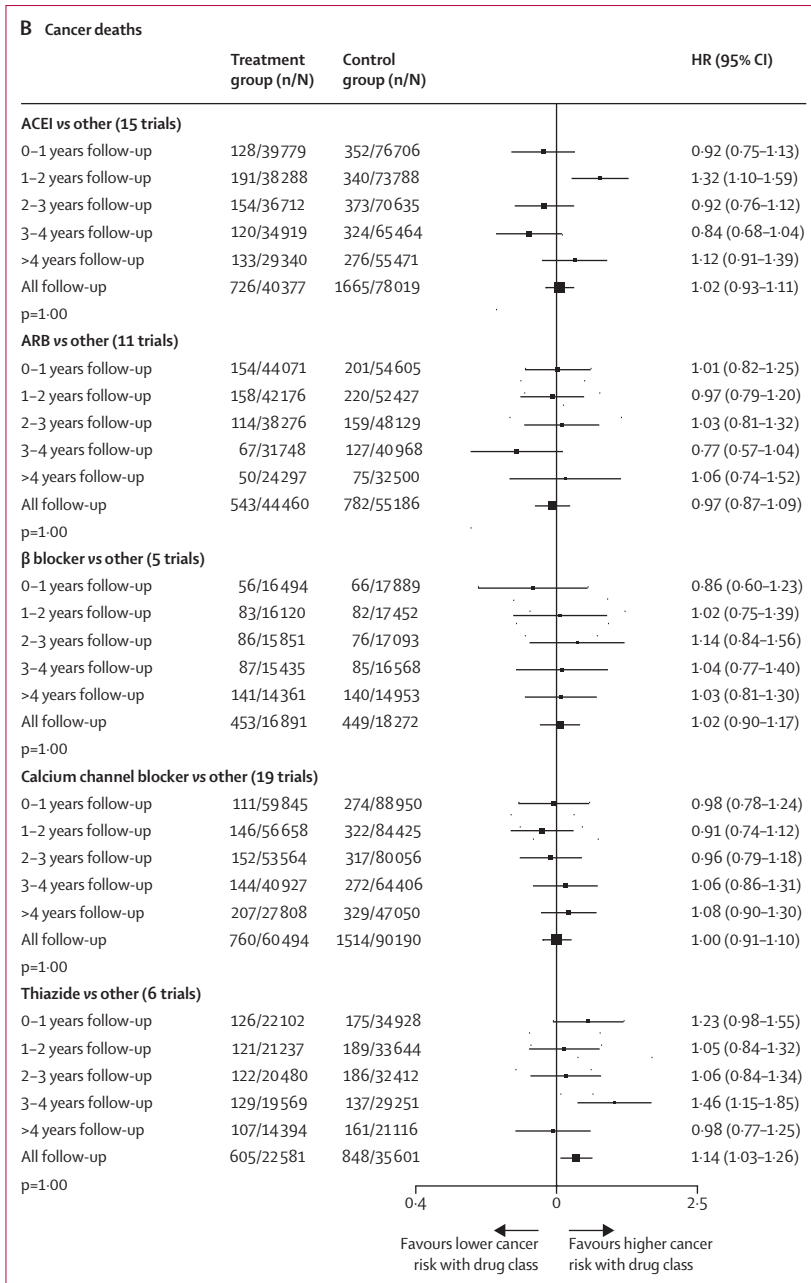 B Cancer deaths
Treatment group (n/N) Control group (n/N) HR (95% CI)
ACEI vs other (15 trials)
0–1 years follow-up 128/39779 352/76706 0·92 (0·75–1·13)
1–2 years follow-up 191/38288 340/73788 1·32 (1·10–1·59)
2–3 years follow-up 154/36712 373/70635 0·92 (0·76–1·12)
3–4 years follow-up 120/34919 324/65464 0·84 (0·68–1·04)
>4 years follow-up 133/29340 276/55471 1·12 (0·91–1·39)
All follow-up 726/40377 1665/78019 1·02 (0·93–1·11)
p=1·00
ARB vs other (11 trials)
0–1 years follow-up 154/44071 201/54605 1·01 (0·82–1·25)
1–2 years follow-up 158/42176 220/52427 0·97 (0·79–1·20)
2–3 years follow-up 114/38276 159/48129 1·03 (0·81–1·32)
3–4 years follow-up 67/31748 127/40968 0·77 (0·57–1·04)
>4 years follow-up 50/24297 75/32500 1·06 (0·74–1·52)
All follow-up 543/44460 782/55186 0·97 (0·87–1·09)
p=1·00
β blocker vs other (5 trials)
0–1 years follow-up 56/16494 66/17889 0·86 (0·60–1·23)
1–2 years follow-up 83/16120 82/17452 1·02 (0·75–1·39)
2–3 years follow-up 86/15851 76/17093 1·14 (0·84–1·56)
3–4 years follow-up 87/15435 85/16568 1·04 (0·77–1·40)
>4 years follow-up 141/14361 140/14953 1·03 (0·81–1·30)
All follow-up 453/16891 449/18272 1·02 (0·90–1·17)
p=1·00
Calcium channel blocker vs other (19 trials)
0–1 years follow-up 111/59845 274/88950 0·98 (0·78–1·24)
1–2 years follow-up 146/56658 322/84425 0·91 (0·74–1·12)
2–3 years follow-up 152/53564 317/80056 0·96 (0·79–1·18)
3–4 years follow-up 144/40927 272/64406 1·06 (0·86–1·31)
>4 years follow-up 207/27808 329/47050 1·08 (0·90–1·30)
All follow-up 760/60494 1514/90190 1·00 (0·91–1·10)
p=1·00
Thiazide vs other (6 trials)
0–1 years follow-up 126/22102 175/34928 1·23 (0·98–1·55)
1–2 years follow-up 121/21237 189/33644 1·05 (0·84–1·32)
2–3 years follow-up 122/20480 186/32412 1·06 (0·84–1·34)
3–4 years follow-up 129/19569 137/29251 1·46 (1·15–1·85)
>4 years follow-up 107/14394 161/21116 0·98 (0·77–1·25)
All follow-up 605/22581 848/35601 1·14 (1·03–1·26)
p=1·00
0·4 0 2·5
Favours lower cancer risk with drug class
Favours higher cancer risk with drug class